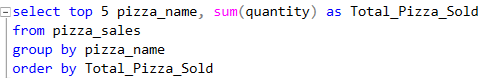 select top 5 pizza_name, sum(quantity) as Total_Pizza_Sold
from pizza_sales
group by pizza_name
order by Total_Pizza_Sold